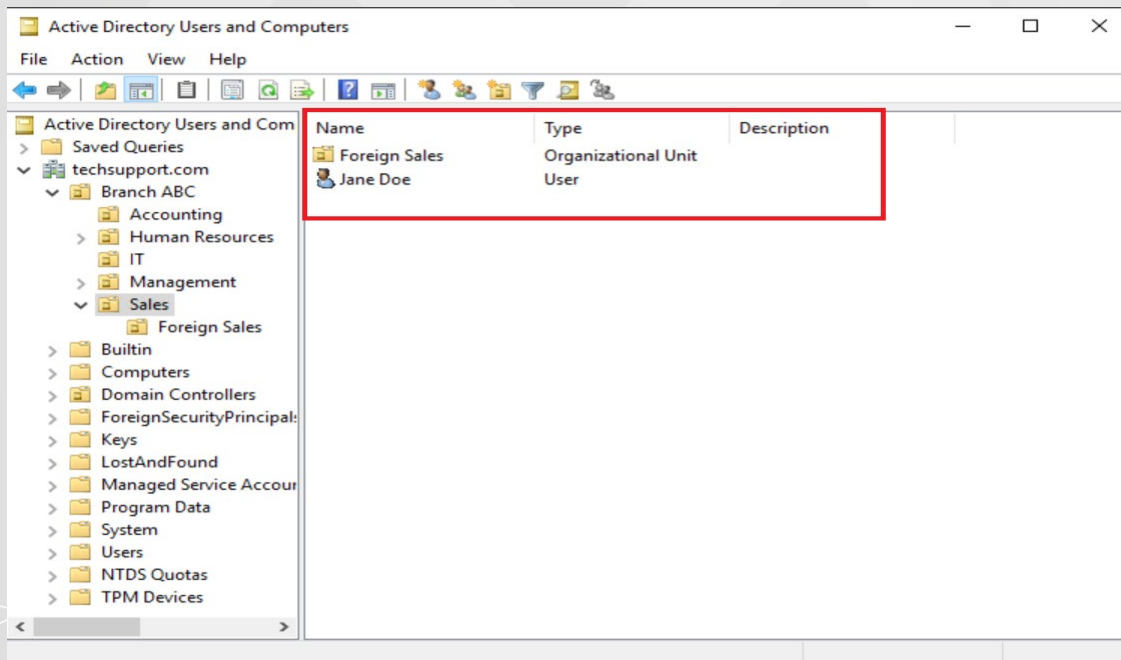 Active Directory Users and Computers
File Action View Help
Active Directory Users and Com
Saved Queries
techsupport.com
Branch ABC
Accounting
Human Resources
IT
Management
Sales
Foreign Sales
Builtin
Computers
Domain Controllers
ForeignSecurityPrincipals
Keys
LostAndFound
Managed Service Accour
Program Data
System
Users
NTDS Quotas
TPM Devices
Name Type Description
Foreign Sales Organizational Unit
Jane Doe User